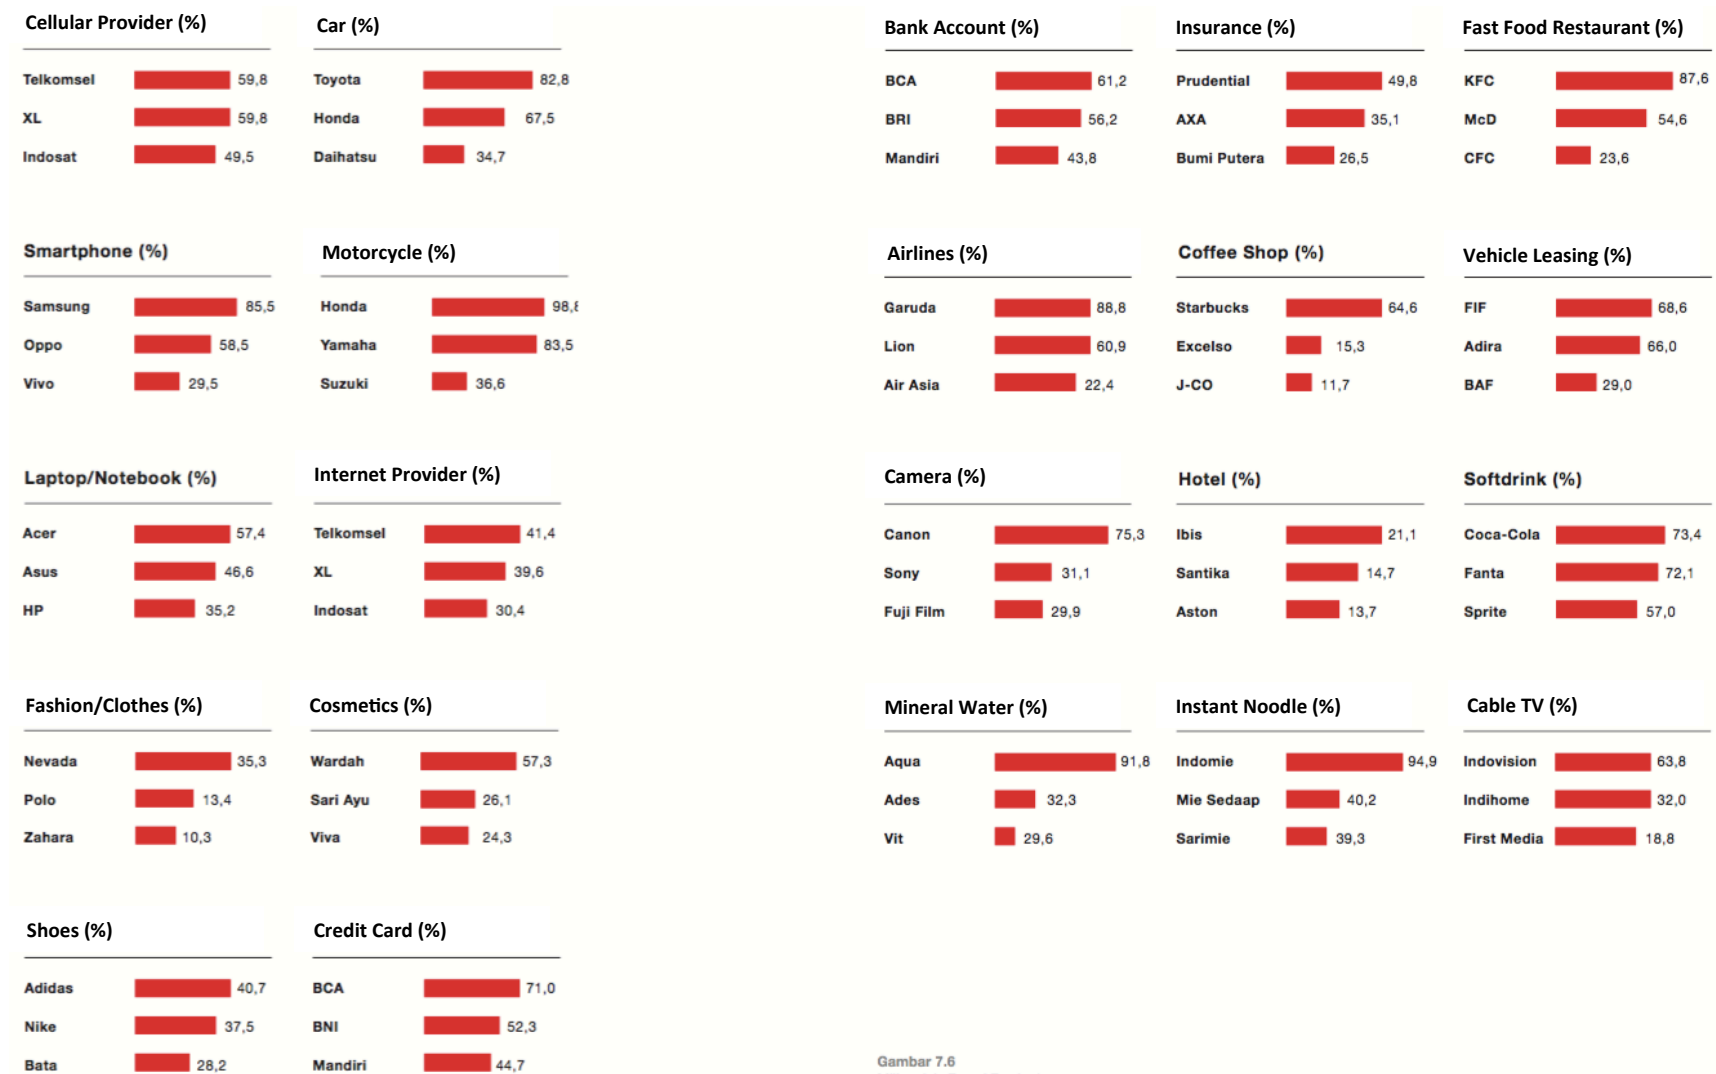 Cellular Provider (%)
Telkomsel 59,8
XL 59,8
Indosat 49,5
Car (%)
Toyota 82,8
Honda 67,5
Daihatsu 34,7
Smartphone (%)
Samsung 85,5
Oppo 58,5
Vivo 29,5
Motorcycle (%)
Honda 98,8
Yamaha 83,5
Suzuki 36,6
Laptop/Notebook (%)
Acer 57,4
Asus 46,6
HP 35,2
Internet Provider (%)
Telkomsel 41,4
XL 39,6
Indosat 30,4
Fashion/Clothes (%)
Nevada 35,3
Polo 13,4
Zahara 10,3
Cosmetics (%)
Wardah 57,3
Sari Ayu 26,1
Viva 24,3
Shoes (%)
Adidas 40,7
Nike 37,5
Bata 28,2
Credit Card (%)
BCA 71,0
BNI 52,3
Mandiri 44,7
Bank Account (%)
BCA 61,2
BRI 56,2
Mandiri 43,8
Insurance (%)
Prudential 49,8
AXA 35,1
Bumi Putera 26,5
Fast Food Restaurant (%)
KFC 87,6
McD 54,6
CFC 23,6
Airlines (%)
Garuda 88,8
Lion 60,9
Air Asia 22,4
Coffee Shop (%)
Starbucks 64,6
Excelso 15,3
J-CO 11,7
Vehicle Leasing (%)
FIF 68,6
Adira 66,0
BAF 29,0
Camera (%)
Canon 75,3
Sony 31,1
Fuji Film 29,9
Hotel (%)
Ibis 21,1
Santika 14,7
Aston 13,7
Softdrink (%)
Coca-Cola 73,4
Fanta 72,1
Sprite 57,0
Mineral Water (%)
Aqua 91,8
Ades 32,3
Vit 29,6
Instant Noodle (%)
Indomie 94,9
Mie Sedaap 40,2
Sarimie 39,3
Cable TV (%)
Indovision 63,8
Indihome 32,0
First Media 18,8
Gambar 7.6